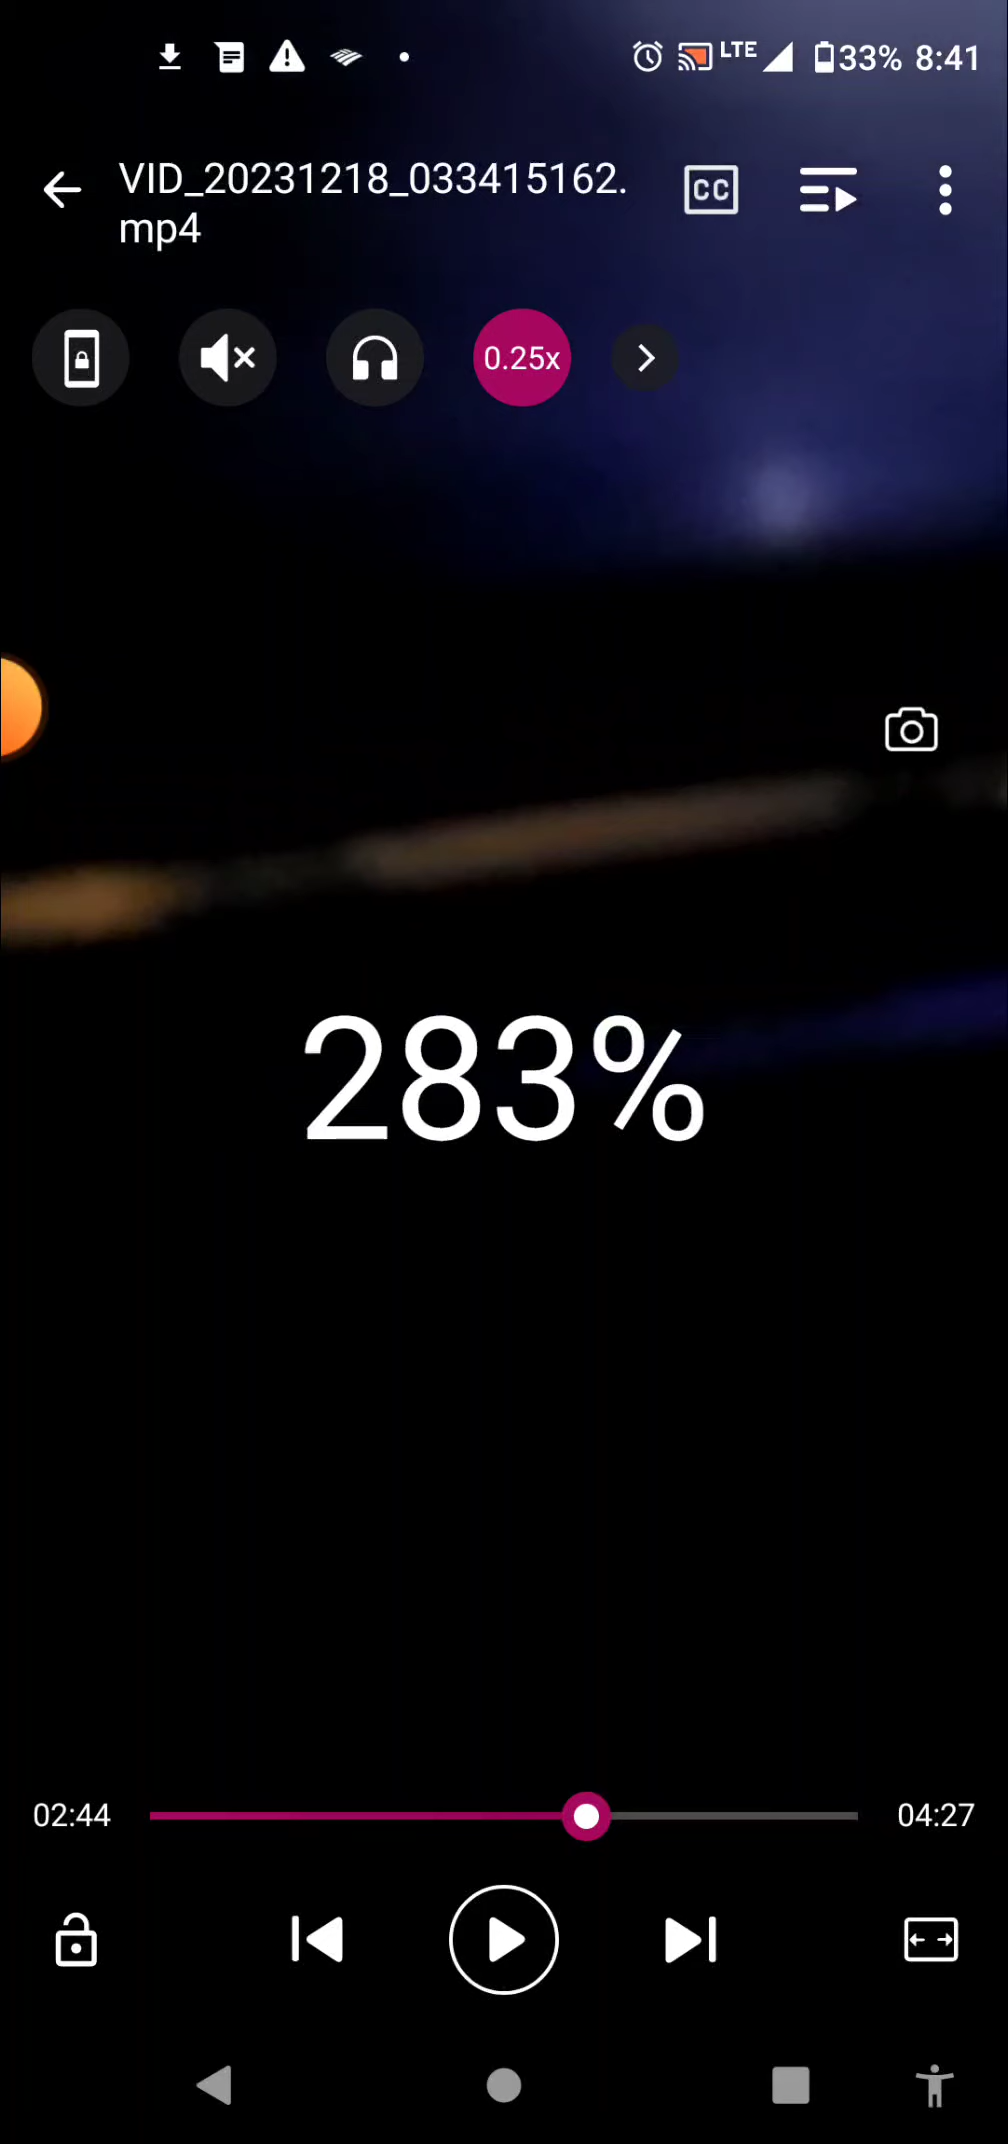 LTE 33% 8:41
VID_20231218_033415162.
mp4
CC
0.25x
283%
02:44 04:27